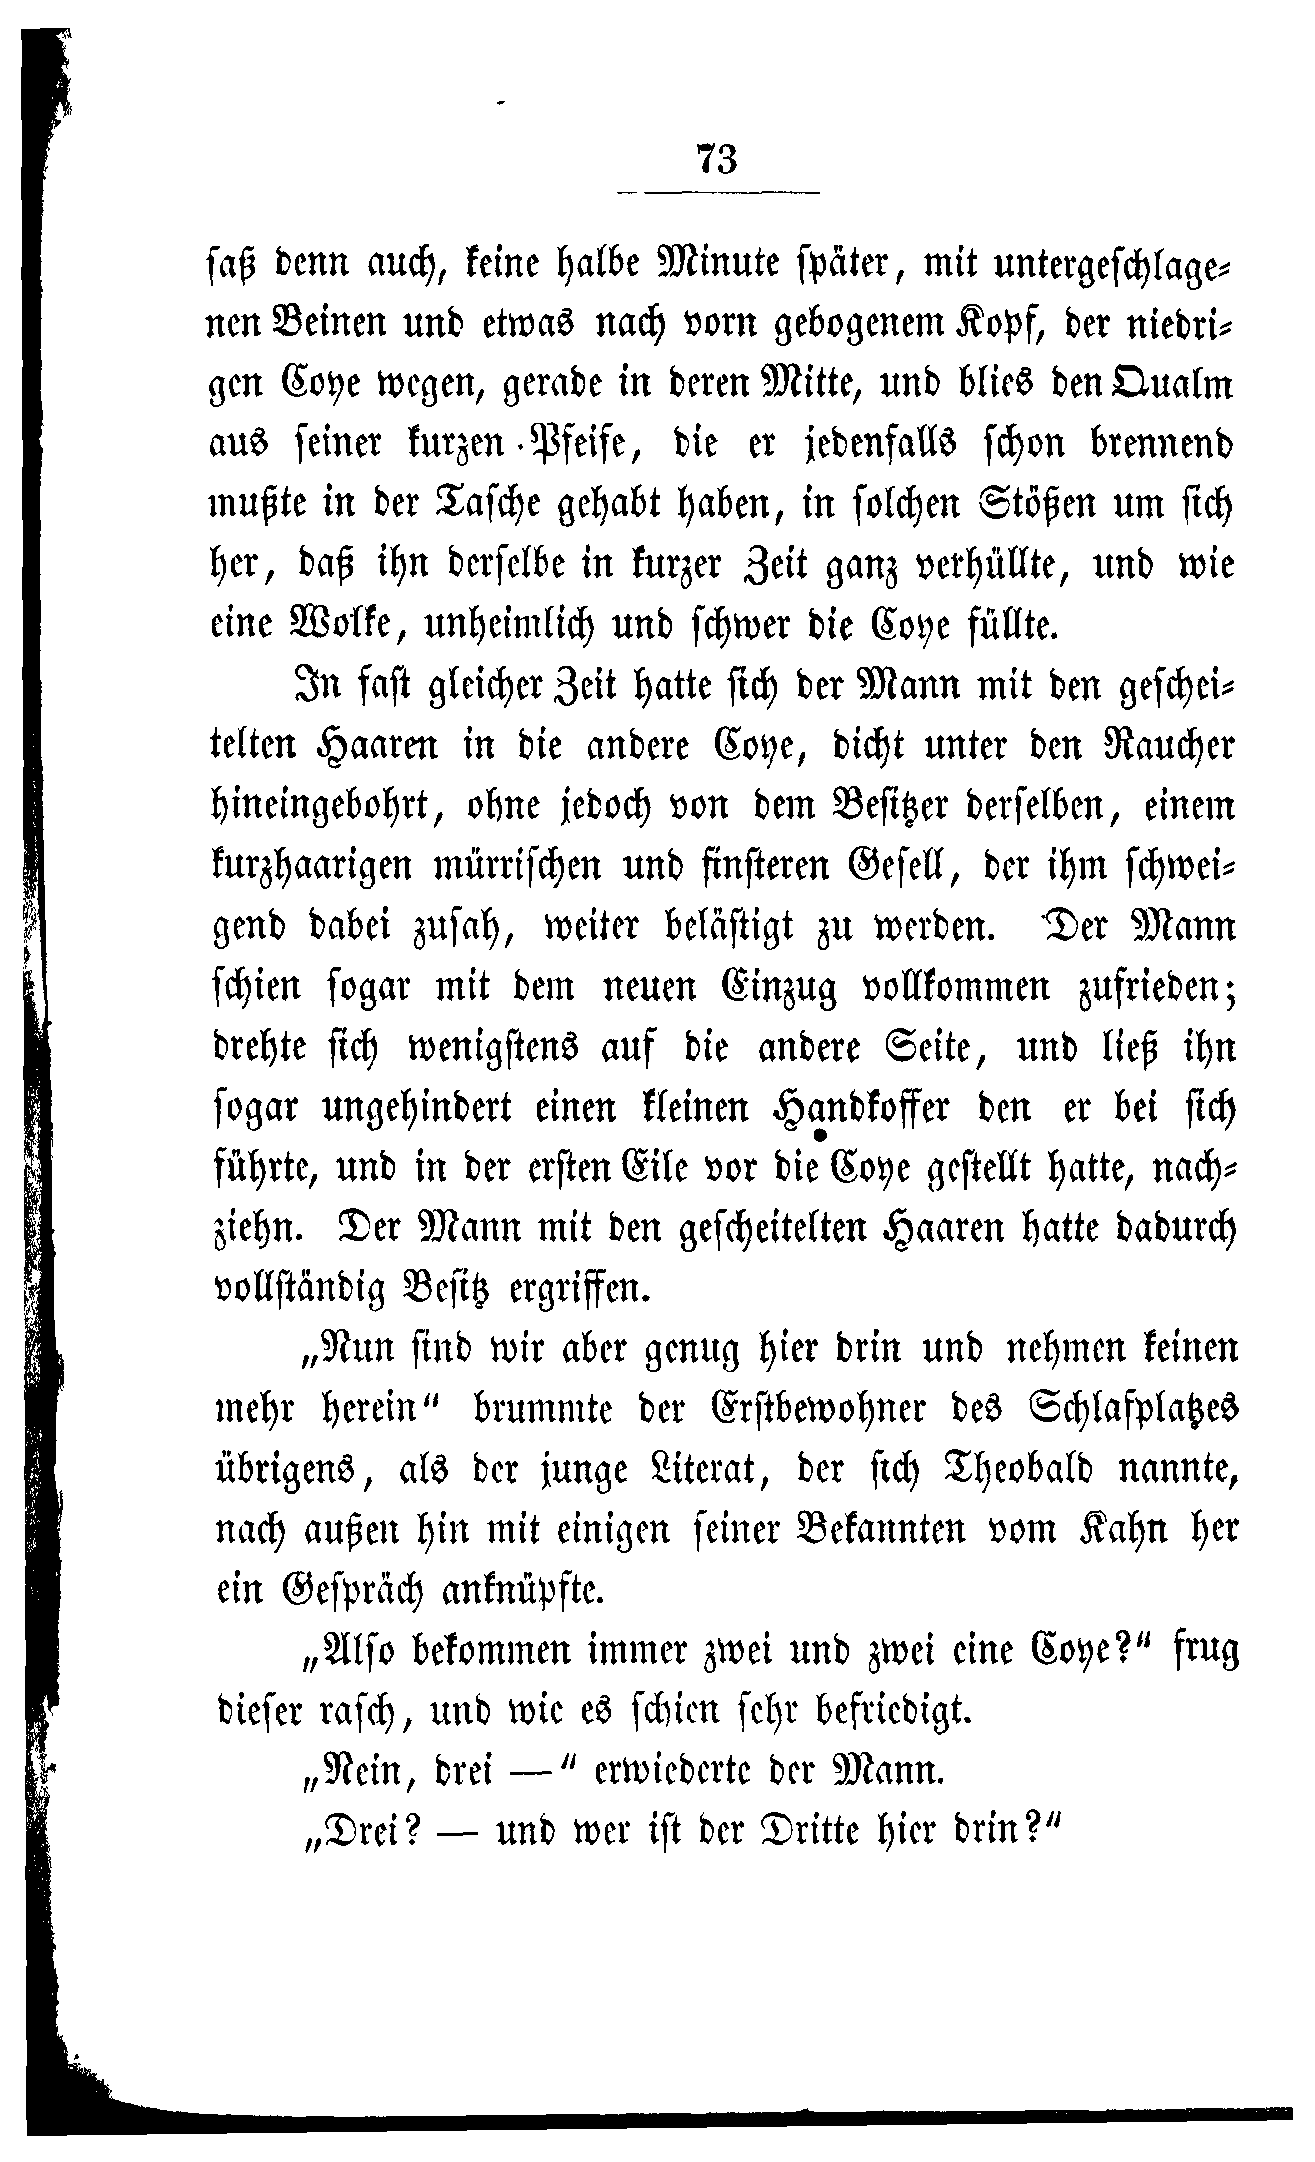 73
saß denn auch, keine halbe Minute später, mit untergeschlage-
nen Beinen und etwas nach vorn gebogenem Kopf, der niedri-
gen Coye wegen, gerade in deren Mitte, und blies den Qualm
aus seiner kurzen Pfeife, die er jedenfalls schon brennend
mußte in der Tasche gehabt haben, in solchen Stößen um sich
her, daß ihn derselbe in kurzer Zeit ganz verhüllte, und wie
eine Wolke, unheimlich und schwer die Coye füllte.
In fast gleicher Zeit hatte sich der Mann mit den geschei-
telten Haaren in die andere Coye, dicht unter den Raucher
hineingebohrt, ohne jedoch von dem Besitzer derselben, einem
kurzhaarigen mürrischen und finsteren Gesell, der ihm schwei-
gend dabei zusah, weiter belästigt zu werden. Der Mann
schien sogar mit dem neuen Einzug vollkommen zufrieden;
drehte sich wenigstens auf die andere Seite, und ließ ihn
sogar ungehindert einen kleinen Handkoffer den er bei sich
führte, und in der ersten Eile vor die Coye gestellt hatte, nach-
ziehn. Der Mann mit den gescheitelten Haaren hatte dadurch
vollständig Besitz ergriffen.
„Nun sind wir aber genug hier drin und nehmen keinen
mehr herein“ brummte der Erstbewohner des Schlafplatzes
übrigens, als der junge Literat, der sich Theobald nannte,
nach außen hin mit einigen seiner Bekannten vom Kahn her
ein Gespräch anknüpfte.
„Also bekommen immer zwei und zwei eine Coye?“ frug
dieser rasch, und wie es schien sehr befriedigt.
„Nein, drei —“ erwiederte der Mann.
„Drei? — und wer ist der Dritte hier drin?“